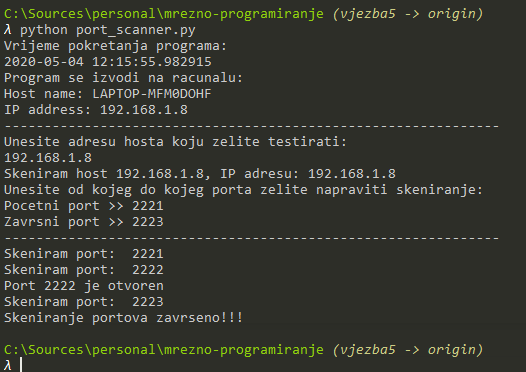 C:\Sources\personal\mrezno-programiranje (vjezba5 -> origin)
λ python port_scanner.py
Vrijeme pokretanja programa:
2020-05-04 12:15:55.982915
Program se izvodi na racunalu:
Host name: LAPTOP-MFM0DOHF
IP address: 192.168.1.8
------------------------------------------------------------
Unesite adresu hosta koju zelite testirati:
192.168.1.8
Skeniram host 192.168.1.8, IP adresu: 192.168.1.8
Unesite od kojeg do kojeg porta zelite napraviti skeniranje:
Pocetni port >> 2221
Zavrsni port >> 2223
------------------------------------------------------------
Skeniram port:  2221
Skeniram port:  2222
Port 2222 je otvoren
Skeniram port:  2223
Skeniranje portova zavrseno!!!
C:\Sources\personal\mrezno-programiranje (vjezba5 -> origin)
λ